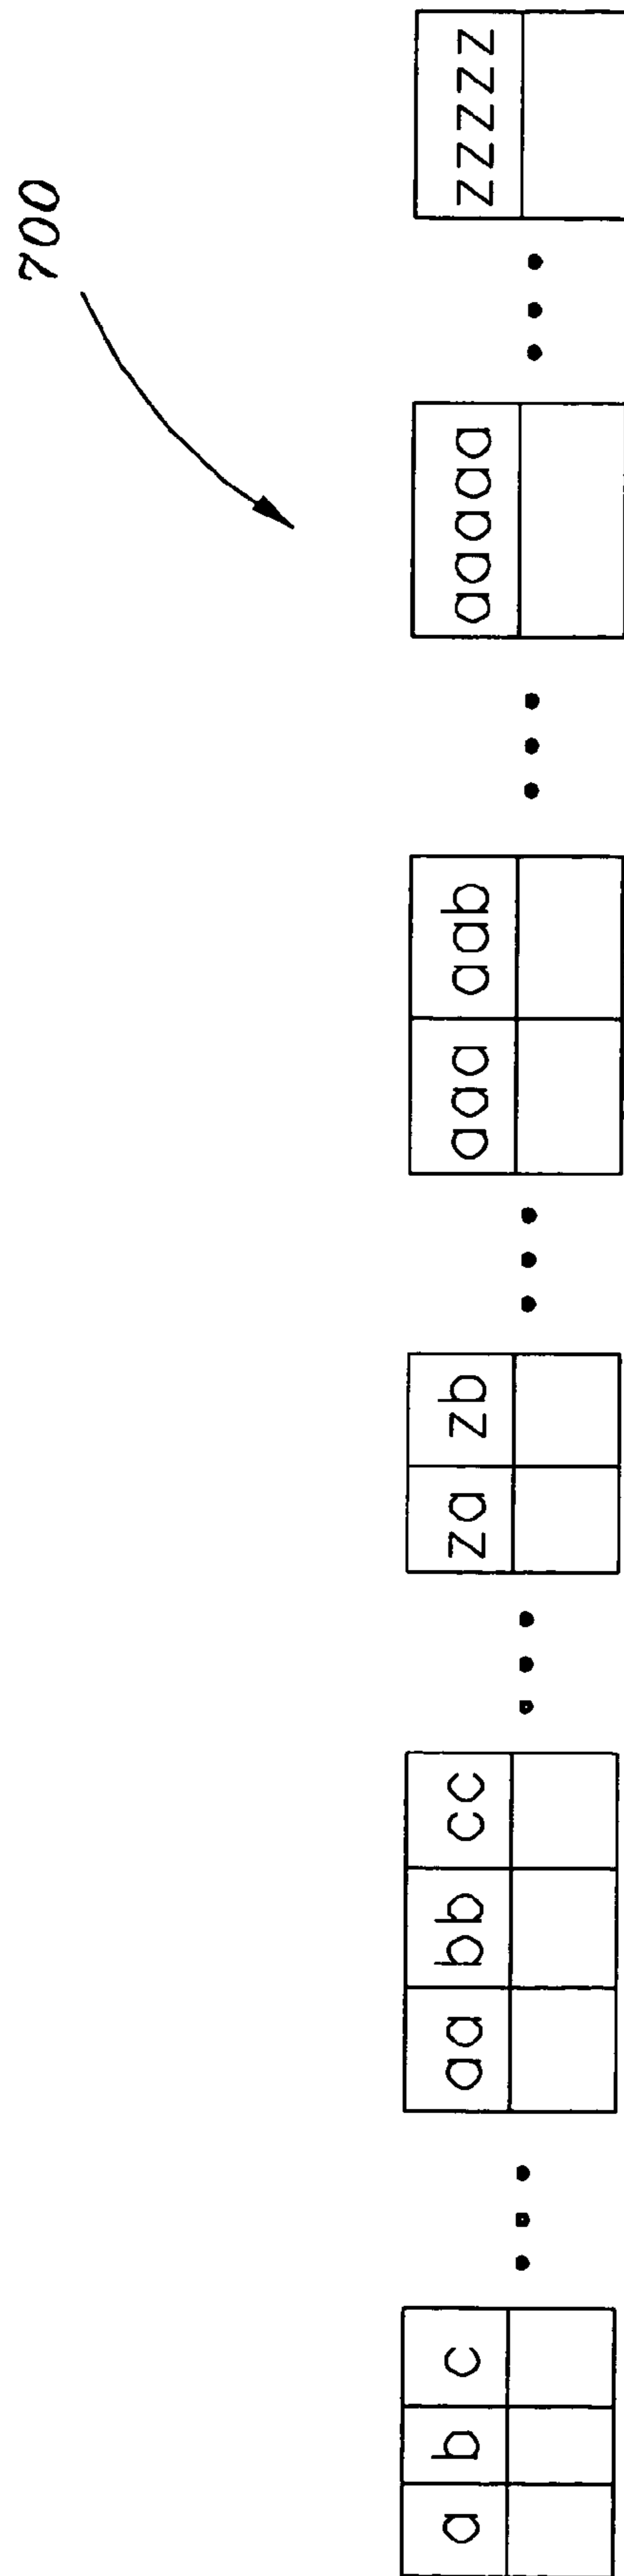 700
a b c ••• aa bb cc ••• za zb ••• aaa aab ••• aaaaa ••• zzzzz